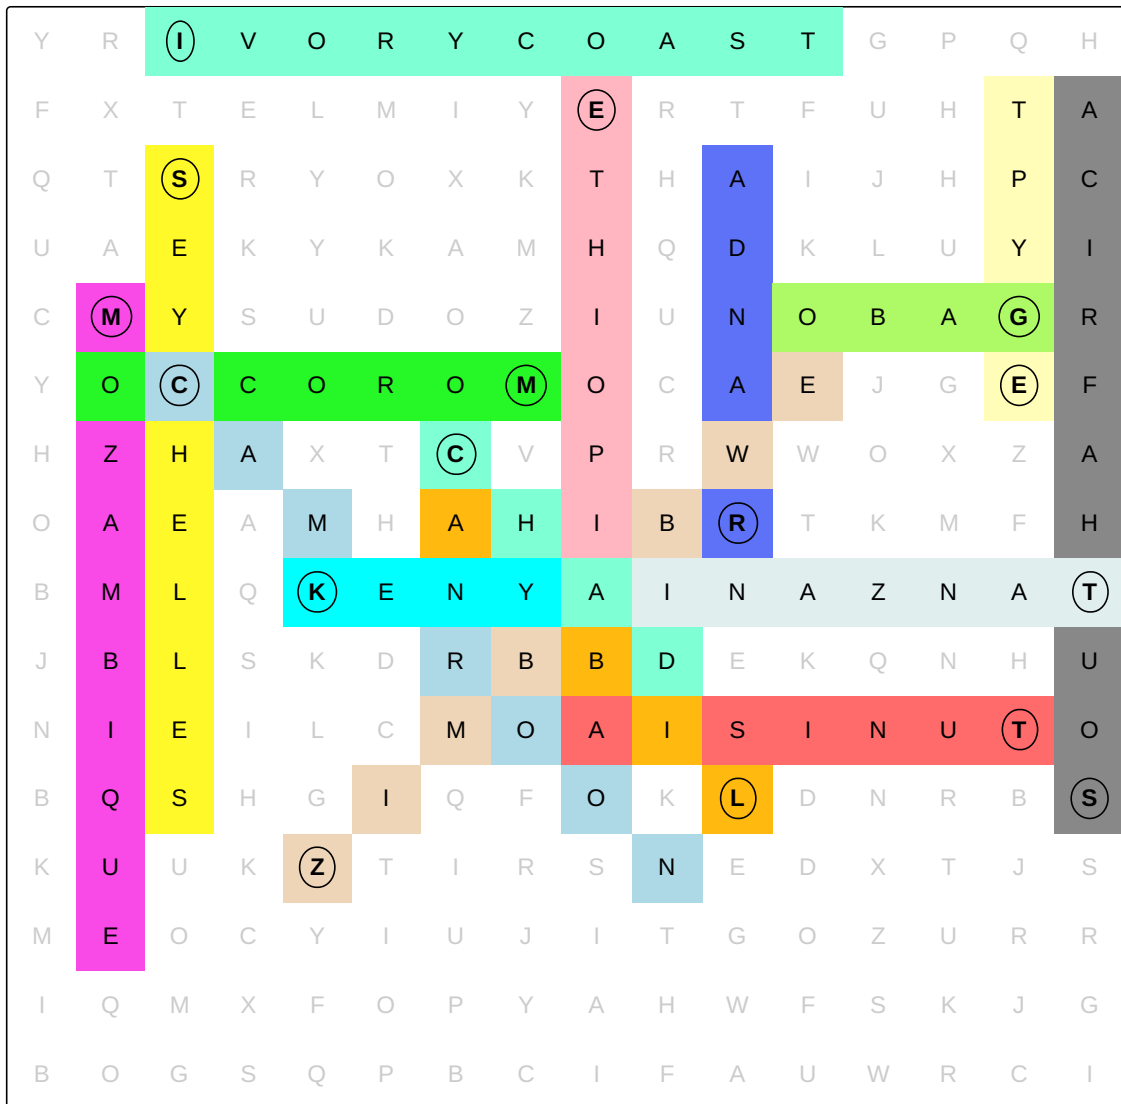 Y R I V O R Y C O A S T G P Q H
F X T E L M I Y E R T F U H T A
Q T S R Y O X K T H A I J H P C
U A E K Y K A M H Q D K L U Y I
C M Y S U D O Z I U N O B A G R
Y O C C O R O M O C A E J G E F
H Z H A X T C V P R W W O X Z A
O A E A M H A H I B R T K M F H
B M L Q K E N Y A I N A Z N A T
J B L S K D R B B D E K Q N H U
N I E I L C M O A I S I N U T O
B Q S H G I Q F O K L D N R B S
K U U K Z T I R S N E D X T J S
M E O C Y I U J I T G O Z U R R
I Q M X F O P Y A H W F S K J G
B O G S Q P B C I F A U W R C I